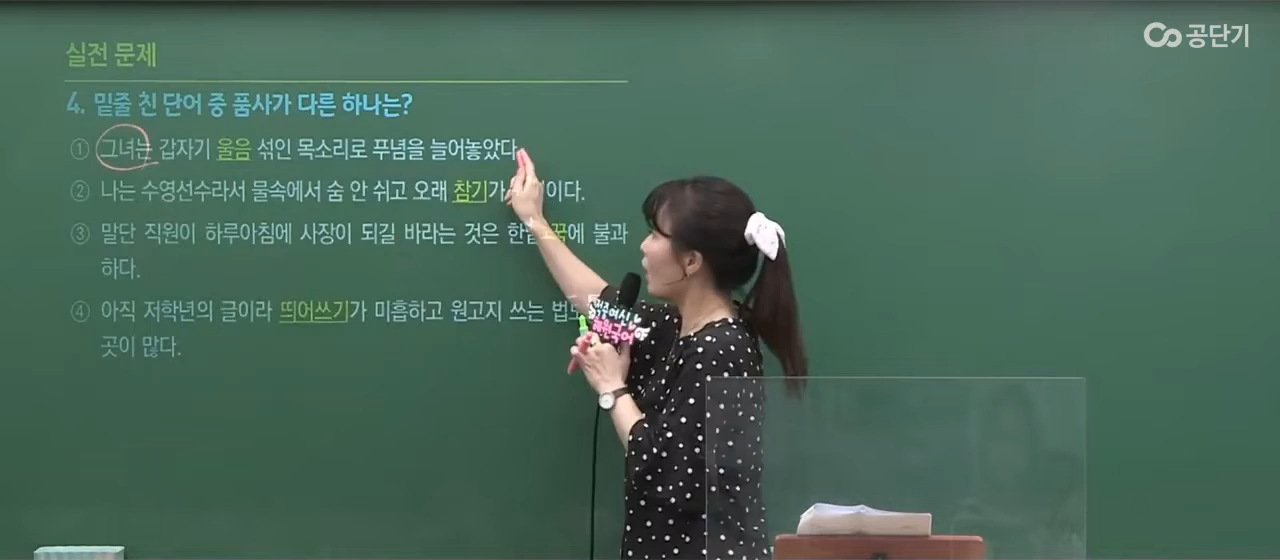 공단기
실전 문제
4. 밑줄 친 단어 중 품사가 다른 하나는?
① 그녀는 갑자기 울음 섞인 목소리로 푸념을 늘어놓았다
② 나는 수영선수라서 물속에서 숨 안 쉬고 오래 참기가 이다.
③ 말단 직원이 하루아침에 사장이 되길 바라는 것은 꿈에 불과
하다.
④ 아직 저학년의 글이라 띄어쓰기가 미흡하고 원고지 쓰는
곳이 많다.
국어